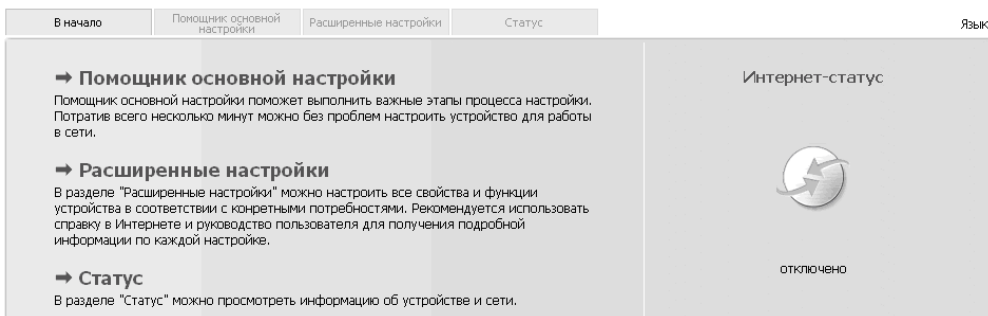 В начало
Помощник основной
настройки
Расширенные настройки
Статус
Язык
➡ Помощник основной настройки
Помощник основной настройки поможет выполнить важные этапы процесса настройки.
Потратив всего несколько минут можно без проблем настроить устройство для работы
в сети.
➡ Расширенные настройки
В разделе "Расширенные настройки" можно настроить все свойства и функции
устройства в соответствии с конретными потребностями. Рекомендуется использовать
справку в Интернете и руководство пользователя для получения подробной
информации по каждой настройке.
➡ Статус
В разделе "Статус" можно просмотреть информацию об устройстве и сети.
Интернет-статус
отключено